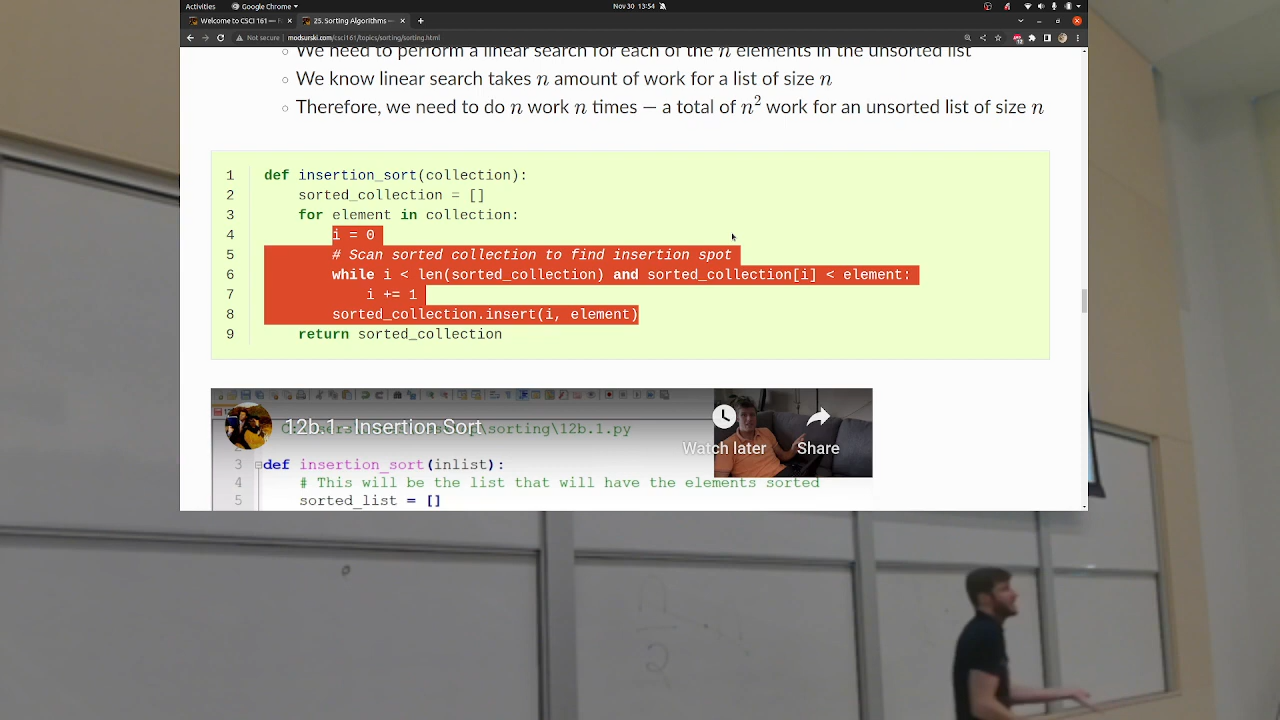 Activities Google Chrome Nov 30 13:54
Welcome to CSCI 161 — 25. Sorting Algorithms —
Not secure modsurski.com/csci161/topics/sorting/sorting.html
We need to perform a linear search for each of the n elements in the unsorted list
We know linear search takes n amount of work for a list of size n
Therefore, we need to do n work n times — a total of n² work for an unsorted list of size n
1 def insertion_sort(collection):
2 sorted_collection = []
3 for element in collection:
4 i = 0
5 # Scan sorted collection to find insertion spot
6 while i < len(sorted_collection) and sorted_collection[i] < element:
7 i += 1
8 sorted_collection.insert(i, element)
9 return sorted_collection
12b.1 - Insertion Sort
Watch later Share
\sorting\12b.1.py
3 def insertion_sort(inlist):
4 # This will be the list that will have the elements sorted
5 sorted_list = []